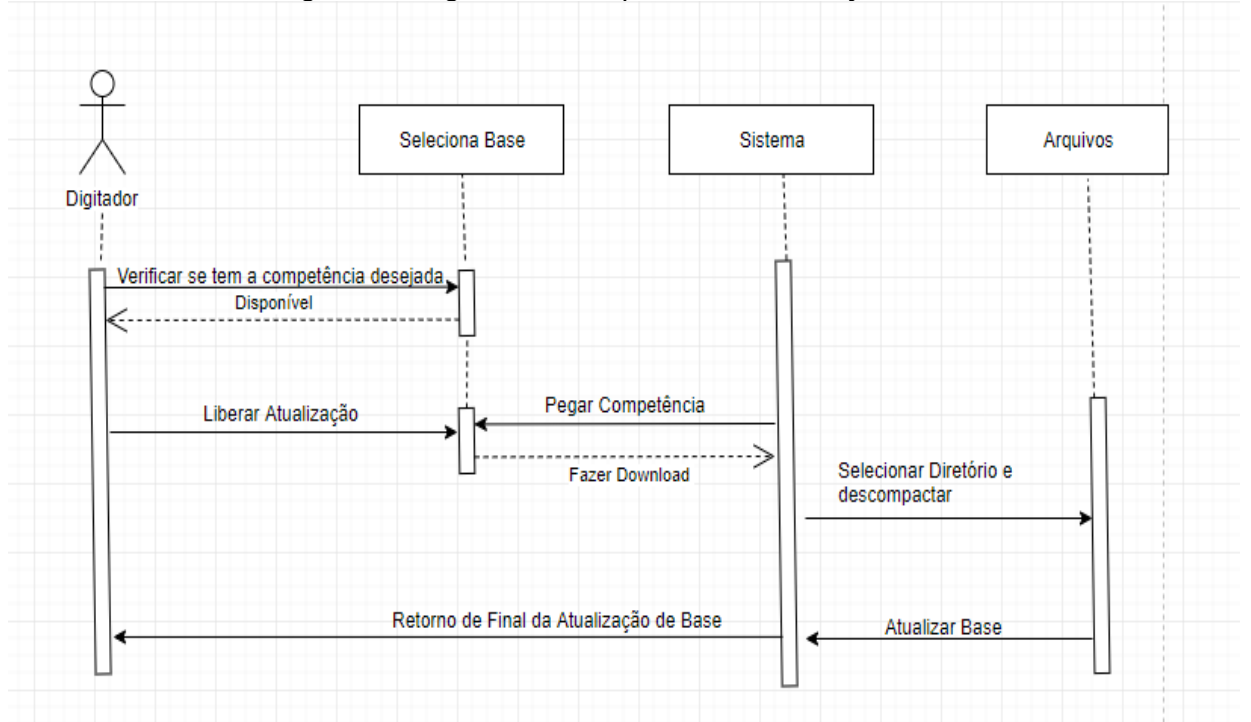 Seleciona Base
Sistema
Arquivos
Digitador
Verificar se tem a competência desejada
Disponível
Liberar Atualização
Pegar Competência
Fazer Download
Selecionar Diretório e
descompactar
Retorno de Final da Atualização de Base
Atualizar Base